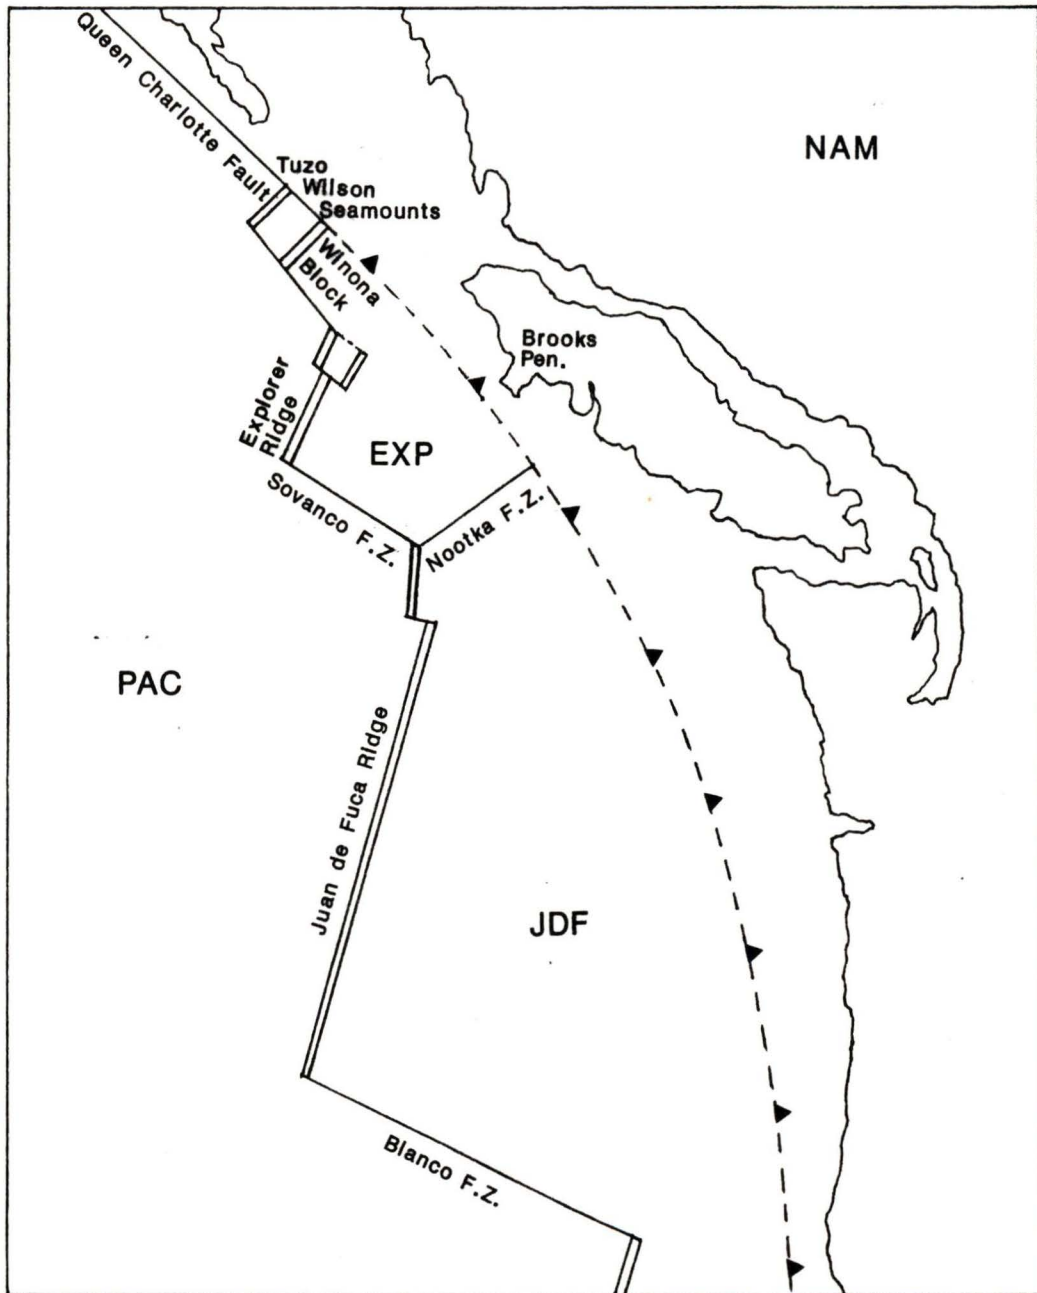 Queen Charlotte Fault
NAM
Tuzo
Wilson
Seamounts
Winona
Block
Brooks
Pen.
Explorer
Ridge
EXP
Sovanco F.Z.
Nootka F.Z.
PAC
Juan de Fuca Ridge
JDF
Blanco F.Z.